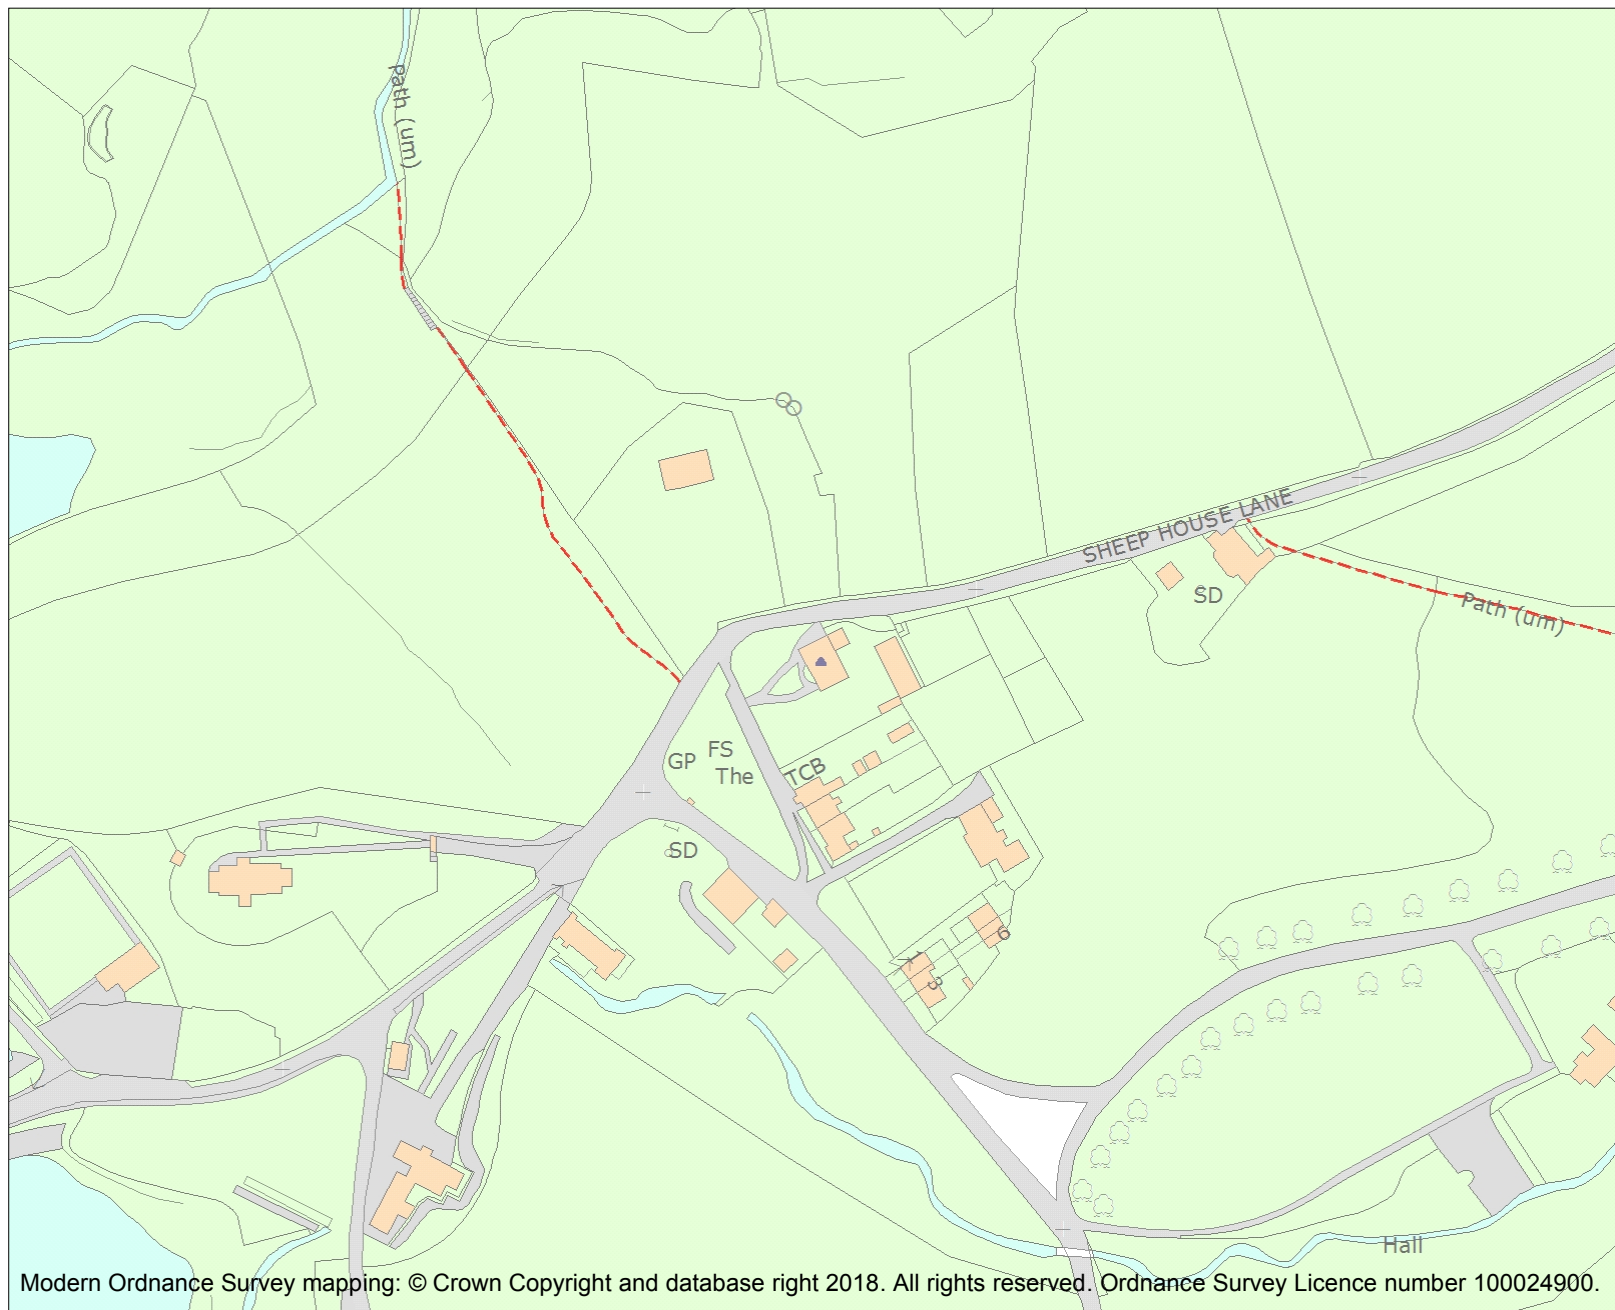 Path (um)
SHEEP HOUSE LANE
SD
Path (um)
FS
GP
The
TCB
SD
6
1
3
Hall
Modern Ordnance Survey mapping: © Crown Copyright and database right 2018. All rights reserved. Ordnance Survey Licence number 100024900.